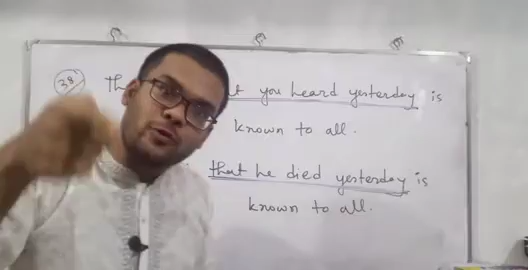 38 you heard yesterday is
known to all.
that he died yesterday is
known to all.